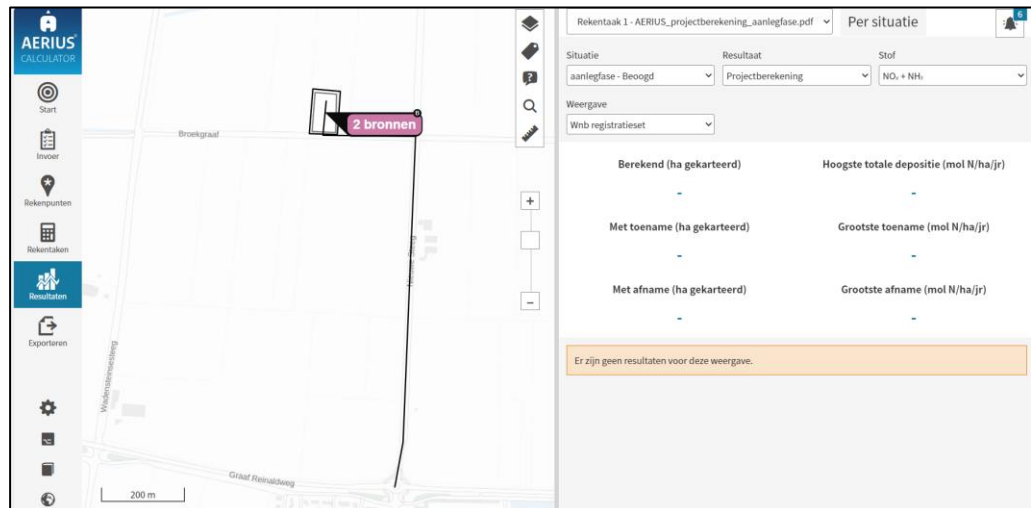 AERIUS®
CALCULATOR
Start
Invoer
Rekenpunten
Rekentaken
Resultaten
Exporteren
2 bronnen
Broekgraaf
Nieuwe Steeg
Wadensteinsesteeg
Graaf Reinaldweg
200 m
+
−
Rekentaak 1 - AERIUS_projectberekening_aanlegfase.pdf
Per situatie
6
Situatie
Resultaat
Stof
aanlegfase - Beoogd
Projectberekening
NOₓ + NH₃
Weergave
Wnb registratieset
Berekend (ha gekarteerd)
Hoogste totale depositie (mol N/ha/jr)
-
-
Met toename (ha gekarteerd)
Grootste toename (mol N/ha/jr)
-
-
Met afname (ha gekarteerd)
Grootste afname (mol N/ha/jr)
-
-
Er zijn geen resultaten voor deze weergave.